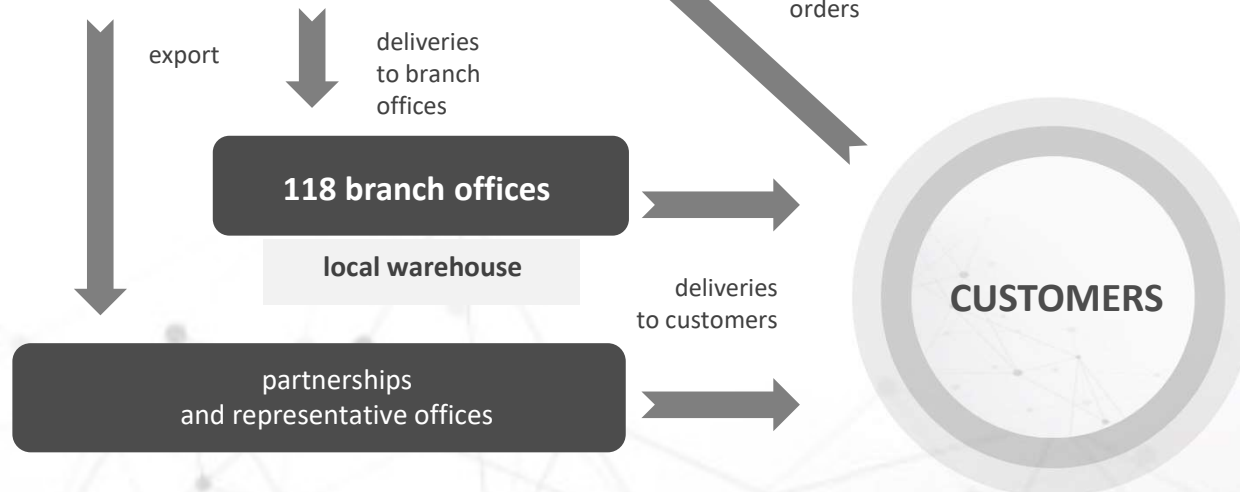 orders
export
deliveries
to branch
offices
118 branch offices
local warehouse
deliveries
to customers
CUSTOMERS
partnerships
and representative offices